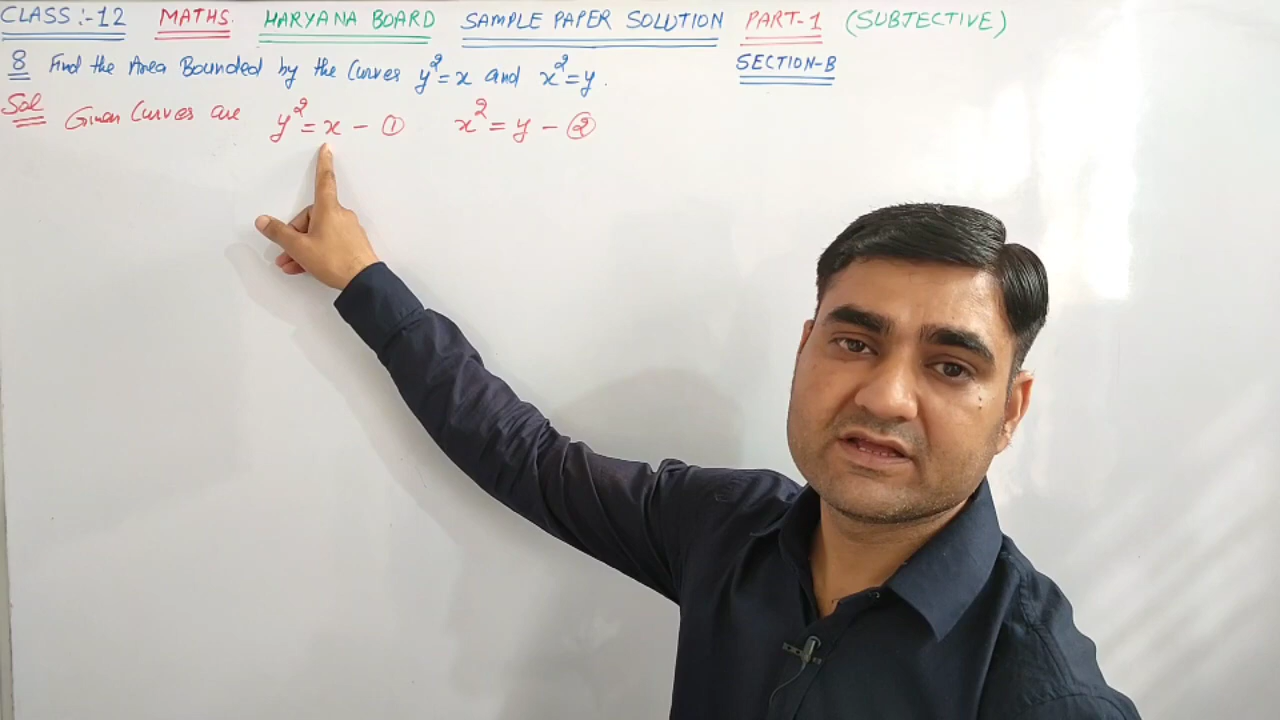 CLASS :- 12 MATHS. HARYANA BOARD SAMPLE PAPER SOLUTION PART-1 (SUBJECTIVE)
8 Find the Area Bounded by the Curves y²=x and x²=y. SECTION-B
Sol Given Curves are y²=x-① x²=y-②